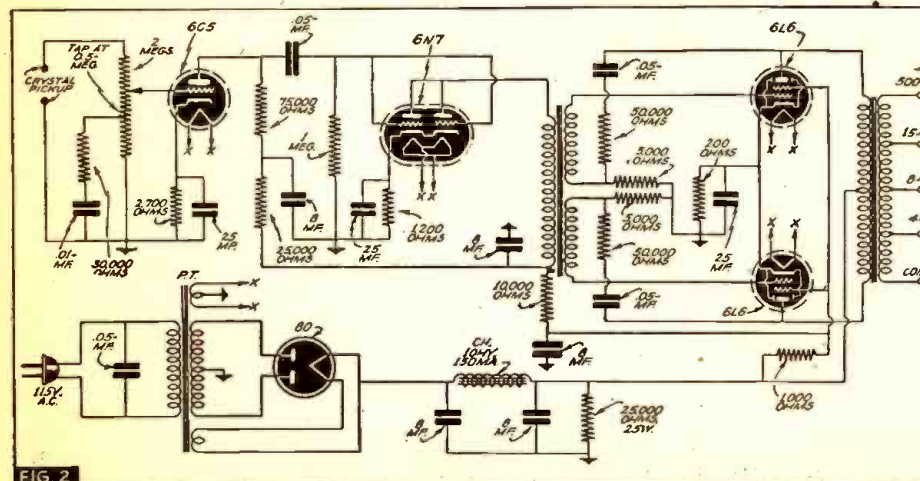 6C5
6N7
6L6
.05-
MF.
2
MEGS.
TAP AT
0.5-
MEG.
CRYSTAL
PICKUP
75,000
OHMS
1
MEG.
.05-
MF.
50,000
OHMS
5,000
OHMS
200
OHMS
500
15-
8-
X X
X X
X X
2,700
OHMS
25
MF.
8
MF.
25
MF.
1,200
OHMS
25,000
OHMS
8
MF.
5,000
OHMS
50,000
OHMS
25
MF.
X X
4-
COM
.01-
MF.
50,000
OHMS
10,000
OHMS
.05-
MF.
6L6
P.T.
X
X
80
.05-
MF.
115V.
A.C.
CH.
10HY.
150MA.
8
MF.
1,000
OHMS
8
MF.
8
MF.
25,000
OHMS,
25W.
FIG. 2